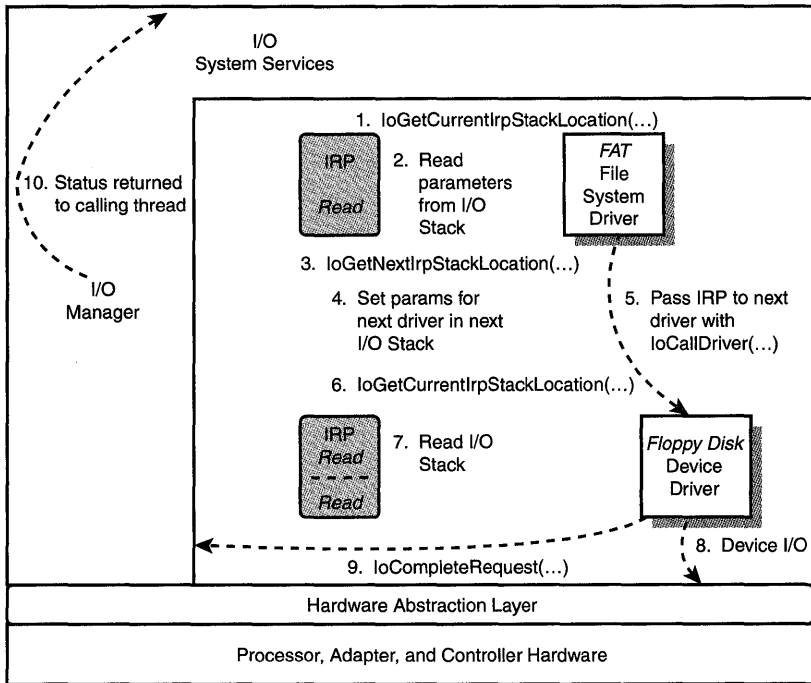 I/O
System Services
1. IoGetCurrentIrpStackLocation(...)
IRP
Read
2. Read
parameters
from I/O
Stack
FAT
File
System
Driver
10. Status returned
to calling thread
3. IoGetNextIrpStackLocation(...)
I/O
Manager
4. Set params for
next driver in next
I/O Stack
5. Pass IRP to next
driver with
IoCallDriver(...)
6. IoGetCurrentIrpStackLocation(...)
IRP
Read
Read
7. Read I/O
Stack
Floppy Disk
Device
Driver
8. Device I/O
9. IoCompleteRequest(...)
Hardware Abstraction Layer
Processor, Adapter, and Controller Hardware